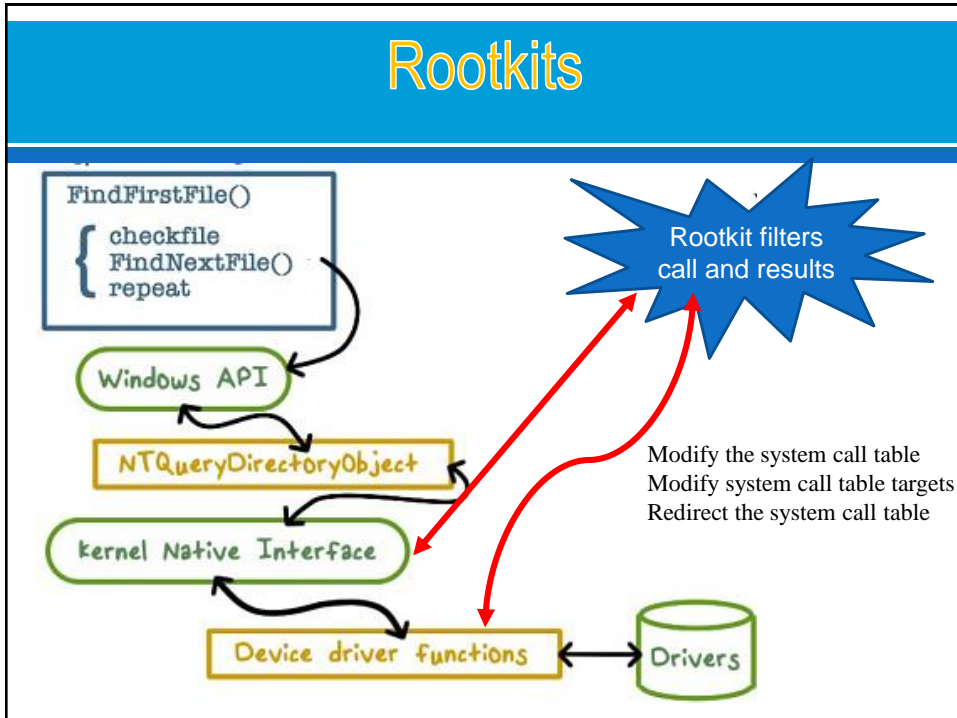 Rootkits
FindFirstFile()
{ checkfile
FindNextFile()
repeat
Rootkit filters
call and results
Windows API
NTQueryDirectoryObject
Modify the system call table
Modify system call table targets
Redirect the system call table
Kernel Native Interface
Device driver functions
Drivers